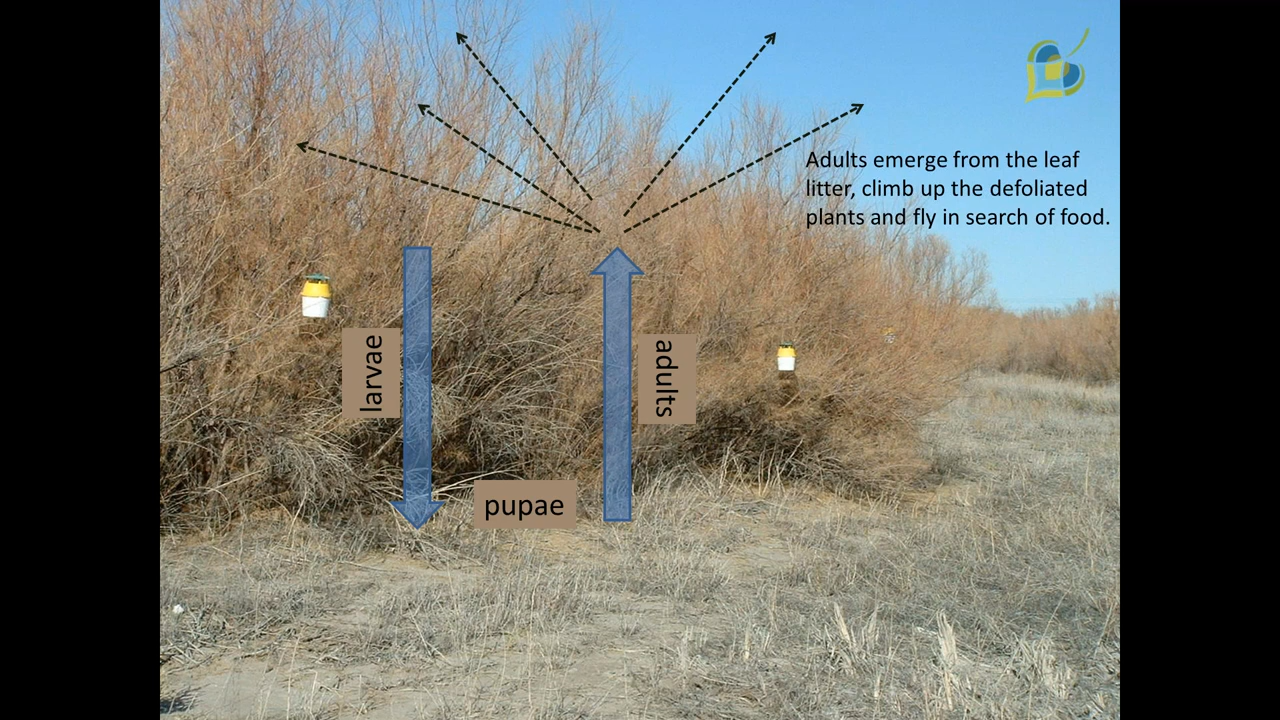 Adults emerge from the leaf
litter, climb up the defoliated
plants and fly in search of food.
larvae
adults
pupae